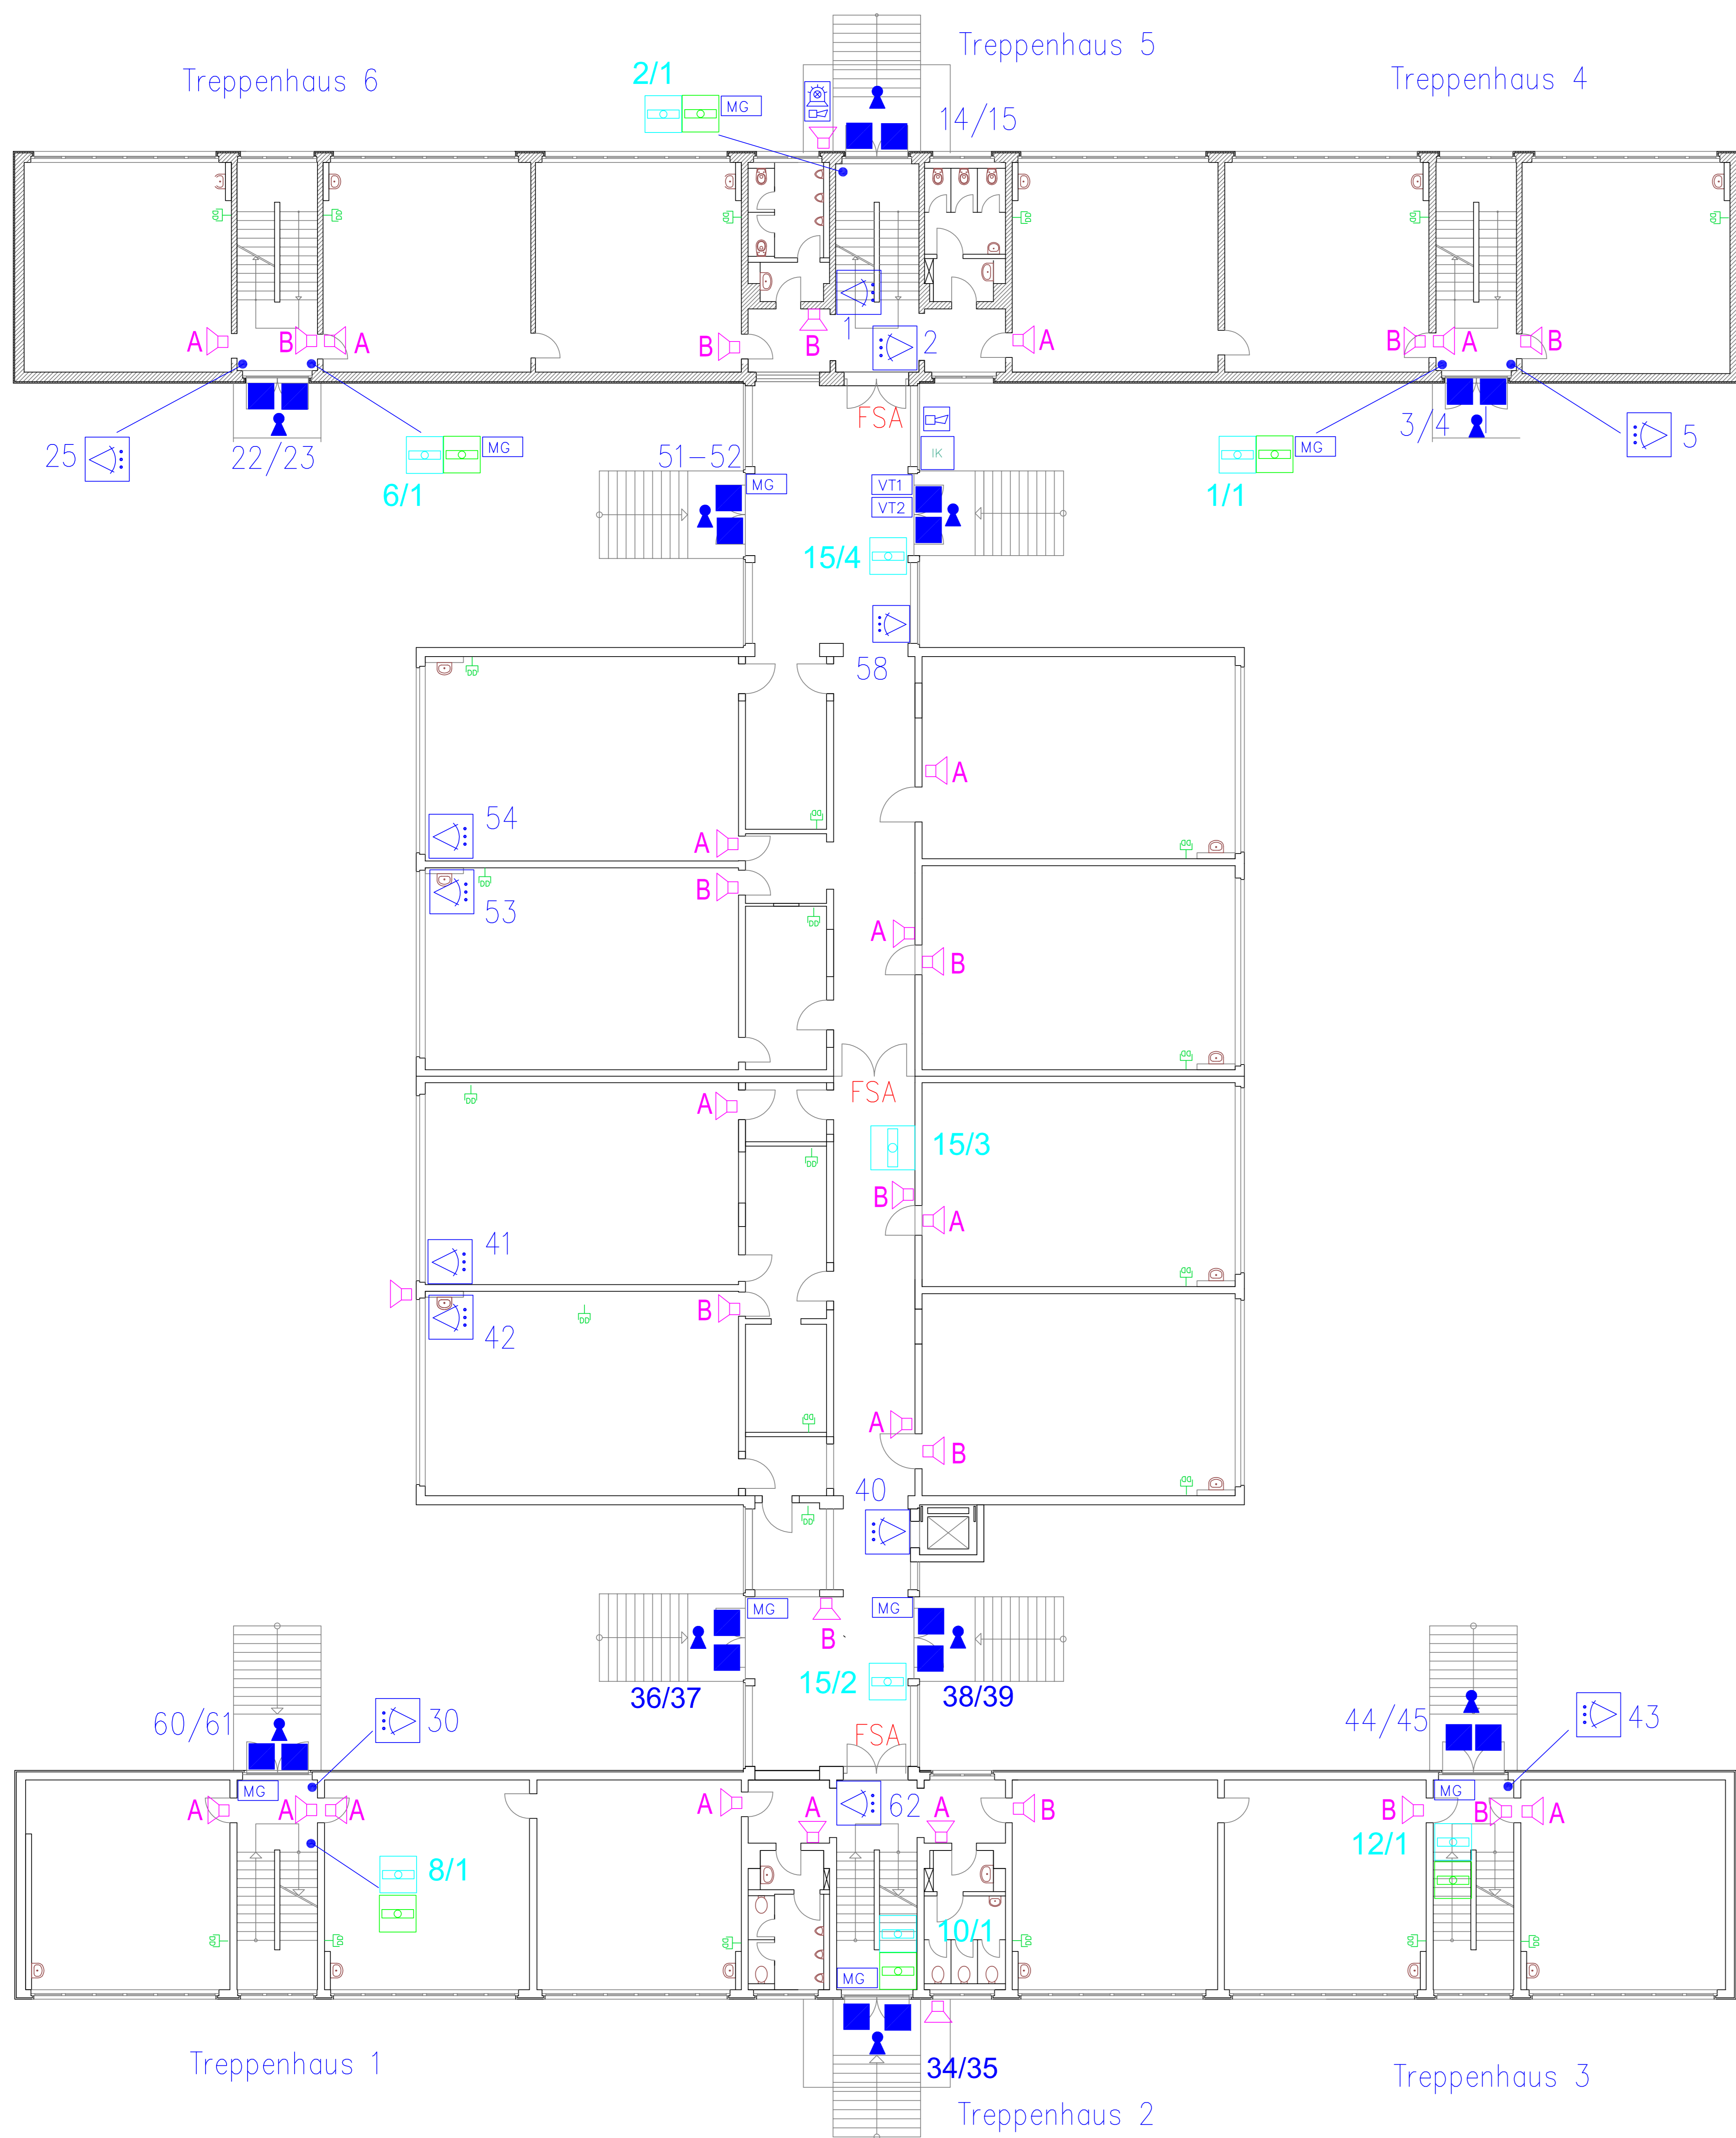 Treppenhaus 5
Treppenhaus 6
2/1
Treppenhaus 4
MG
14/15
1
2
A
B
A
B
B
A
B
A
B
FSA
25
22/23
MG
6/1
51-52
IK
3/4
5
MG
1/1
MG
VT1
VT2
15/4
58
A
54
A
B
53
A
B
FSA
A
15/3
B
A
41
B
42
A
B
40
MG
MG
B
15/2
36/37
38/39
60/61
30
FSA
44/45
43
MG
MG
A
A
A
A
A
62
A
B
B
B
A
8/1
12/1
10/1
MG
34/35
Treppenhaus 1
Treppenhaus 3
Treppenhaus 2